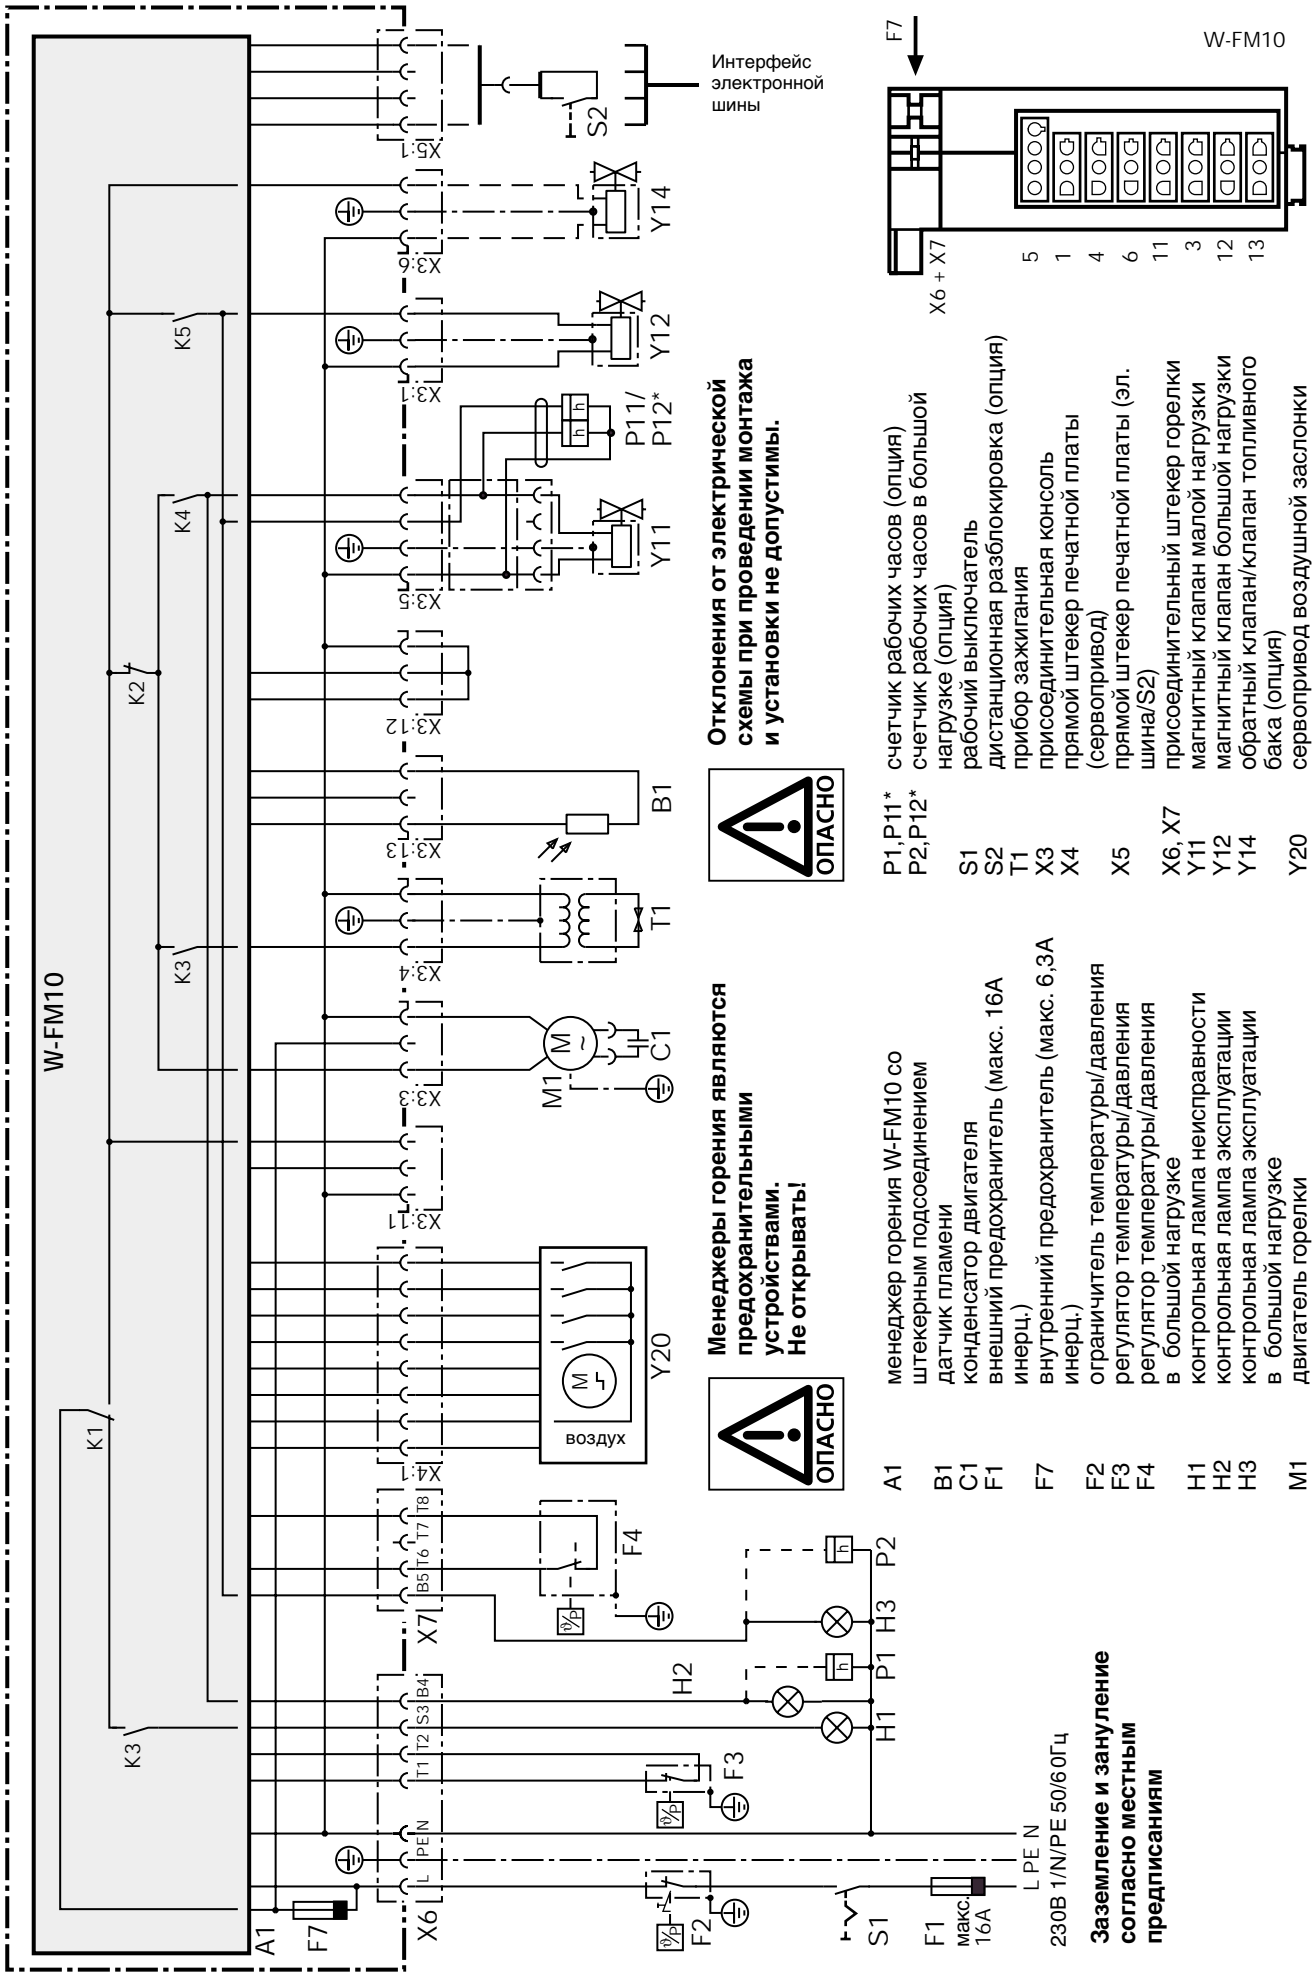 W-FM10
K1
K2
K3
K3
K4
K5
A1
F7
X6
L
PE
N
T1
T2
S3
B4
X7
B5
T6
T7
T8
X4:1
X3:11
X3:3
X3:4
X3:13
X3:12
X3:5
X3:1
X3:6
X5:1
ϑ/P
F2
ϑ/P
F3
ϑ/P
F4
S1
F1
макс.
16А
H1
H2
H3
h
P1
h
P2
L PE N
230В 1/N/PE 50/60Гц
Заземление и зануление
согласно местным
предписаниям
воздух
M
Y20
M1
M
~
C1
T1
B1
Y11
h
h
P11/
P12*
Y12
Y14
S2
Интерфейс
электронной
шины
ОПАСНО
Менеджеры горения являются
предохранительными
устройствами.
Не открывать!
ОПАСНО
Отклонения от электрической
схемы при проведении монтажа
и установки не допустимы.
A1 менеджер горения W-FM10 со
штекерным подсоединением
B1 датчик пламени
C1 конденсатор двигателя
F1 внешний предохранитель (макс. 16А
инерц.)
F7 внутренний предохранитель (макс. 6,3А
инерц.)
F2 ограничитель температуры/давления
F3 регулятор температуры/давления
F4 регулятор температуры/давления
в большой нагрузке
H1 контрольная лампа неисправности
H2 контрольная лампа эксплуатации
H3 контрольная лампа эксплуатации
в большой нагрузке
M1 двигатель горелки
P1,P11* счетчик рабочих часов (опция)
P2,P12* счетчик рабочих часов в большой
нагрузке (опция)
S1 рабочий выключатель
S2 дистанционная разблокировка (опция)
T1 прибор зажигания
X3 присоединительная консоль
X4 прямой штекер печатной платы
(сервопривод)
X5 прямой штекер печатной платы (эл.
шина/S2)
X6, X7 присоединительный штекер горелки
Y11 магнитный клапан малой нагрузки
Y12 магнитный клапан большой нагрузки
Y14 обратный клапан/клапан топливного
бака (опция)
Y20 сервопривод воздушной заслонки
W-FM10
F7
X6 + X7
5
1
4
6
11
3
12
13